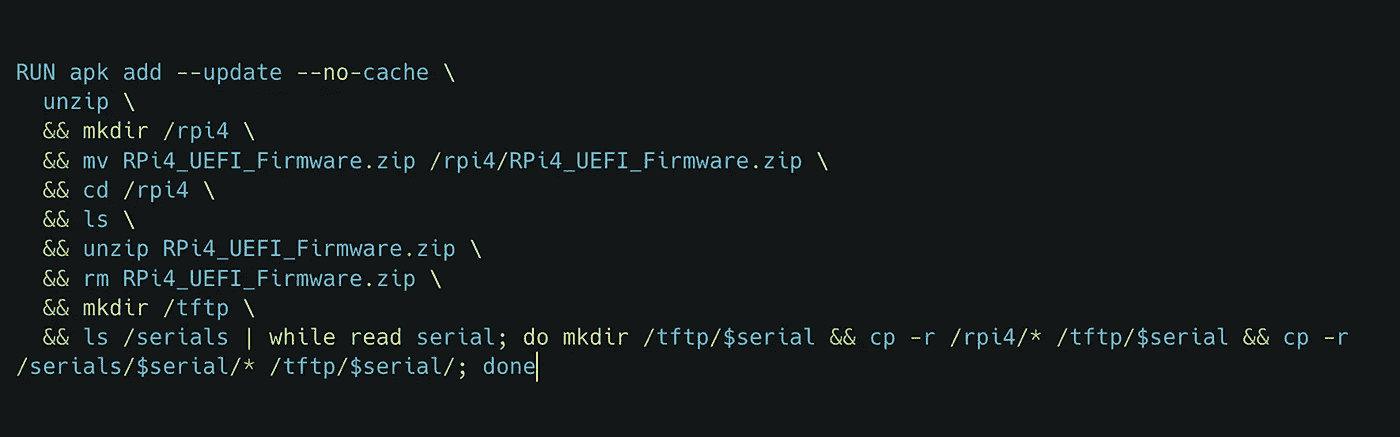 RUN apk add --update --no-cache \
  unzip \
  && mkdir /rpi4 \
  && mv RPi4_UEFI_Firmware.zip /rpi4/RPi4_UEFI_Firmware.zip \
  && cd /rpi4 \
  && ls \
  && unzip RPi4_UEFI_Firmware.zip \
  && rm RPi4_UEFI_Firmware.zip \
  && mkdir /tftp \
  && ls /serials | while read serial; do mkdir /tftp/$serial && cp -r /rpi4/* /tftp/$serial && cp -r
/serials/$serial/* /tftp/$serial/; done